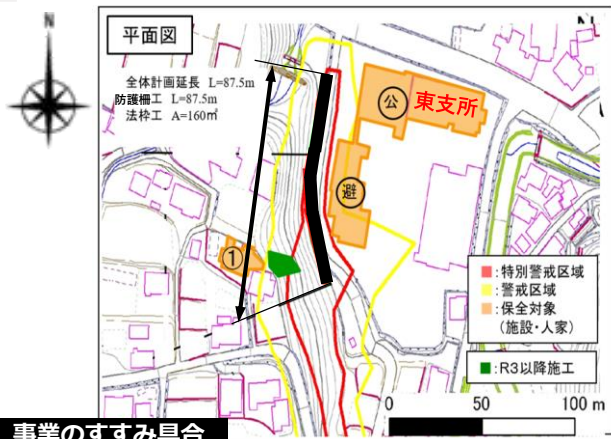 N
平面図
全体計画延長 L=87.5m
防護柵工 L=87.5m
法枠工 A=160㎡
公
東支所
避
①
■:特別警戒区域
■:警戒区域
■:保全対象
(施設・人家)
■:R3以降施工
0 50 100 m
事業のすすみ具合